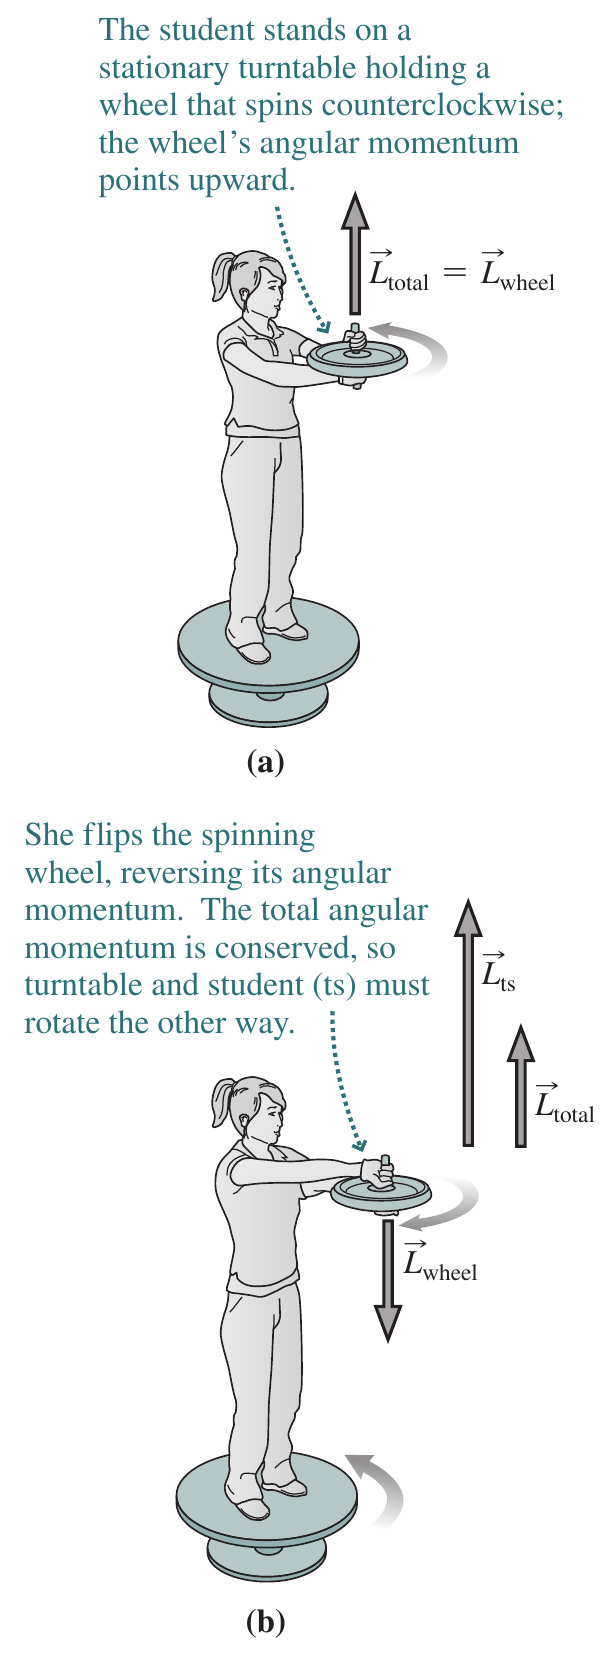 The student stands on a
stationary turntable holding a
wheel that spins counterclockwise;
the wheel's angular momentum
points upward.
L⃗total = L⃗wheel
(a)
She flips the spinning
wheel, reversing its angular
momentum. The total angular
momentum is conserved, so
turntable and student (ts) must
rotate the other way.
L⃗ts
L⃗total
L⃗wheel
(b)